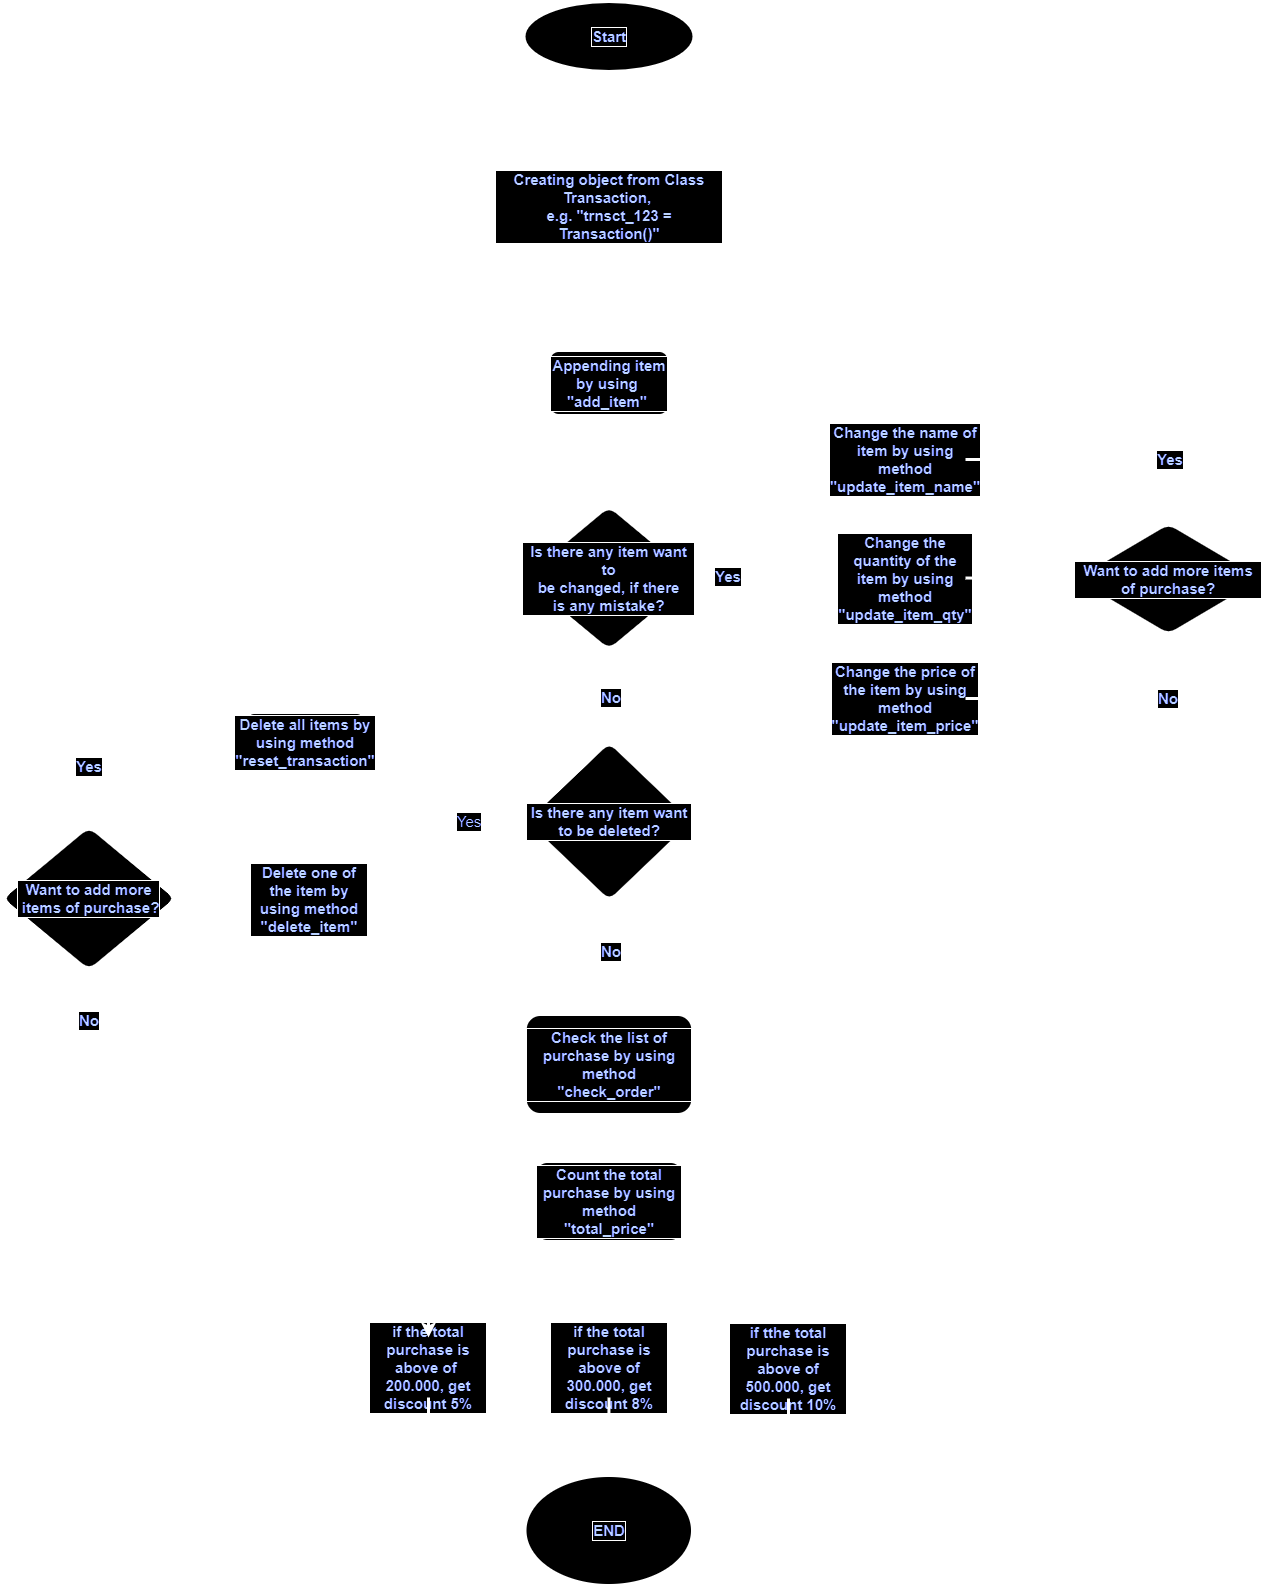 Start
Creating object from Class
Transaction,
e.g. "trnsct_123 =
Transaction()"
Appending item
by using
"add_item"
Change the name of
item by using
method
"update_item_name"
Yes
Is there any item want
to
be changed, if there
is any mistake?
Yes
Change the
quantity of the
item by using
method
"update_item_qty"
Want to add more items
of purchase?
No
Change the price of
the item by using
method
"update_item_price"
No
Delete all items by
using method
"reset_transaction"
Yes
Yes
Is there any item want
to be deleted?
Want to add more
items of purchase?
Delete one of
the item by
using method
"delete_item"
No
No
Check the list of
purchase by using
method
"check_order"
Count the total
purchase by using
method
"total_price"
if the total
purchase is
above of
200.000, get
discount 5%
if the total
purchase is
above of
300.000, get
discount 8%
if tthe total
purchase is
above of
500.000, get
discount 10%
END